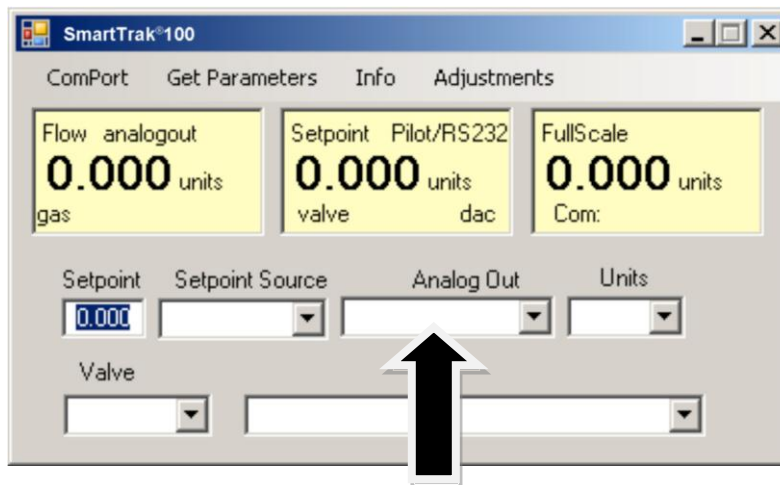 SmartTrak®100
ComPort Get Parameters Info Adjustments
Flow analogout
0.000 units
gas
Setpoint Pilot/RS232
0.000 units
valve dac
FullScale
0.000 units
Com:
Setpoint Setpoint Source Analog Out Units
0.000
Valve